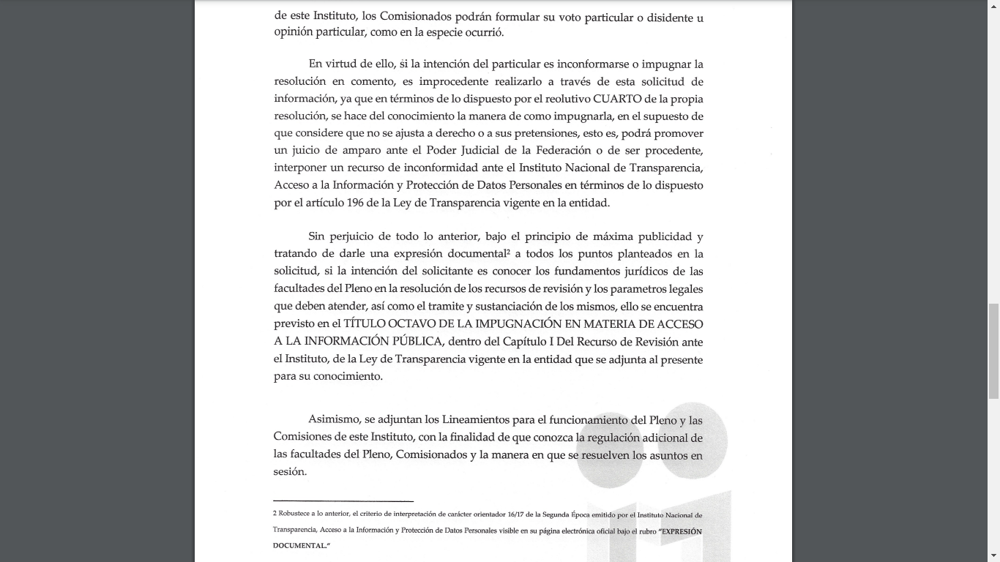 de este Instituto, los Comisionados podrán formular su voto particular o disidente u
opinión particular, como en la especie ocurrió.
En virtud de ello, si la intención del particular es inconformarse o impugnar la
resolución en comento, es improcedente realizarlo a través de esta solicitud de
información, ya que en términos de lo dispuesto por el reolutivo CUARTO de la propia
resolución, se hace del conocimiento la manera de como impugnarla, en el supuesto de
que considere que no se ajusta a derecho o a sus pretensiones, esto es, podrá promover
un juicio de amparo ante el Poder Judicial de la Federación o de ser procedente,
interponer un recurso de inconformidad ante el Instituto Nacional de Transparencia,
Acceso a la Información y Protección de Datos Personales en términos de lo dispuesto
por el artículo 196 de la Ley de Transparencia vigente en la entidad.
Sin perjuicio de todo lo anterior, bajo el principio de máxima publicidad y
tratando de darle una expresión documental² a todos los puntos planteados en la
solicitud, si la intención del solicitante es conocer los fundamentos jurídicos de las
facultades del Pleno en la resolución de los recursos de revisión y los parametros legales
que deben atender, así como el tramite y sustanciación de los mismos, ello se encuentra
previsto en el TÍTULO OCTAVO DE LA IMPUGNACIÓN EN MATERIA DE ACCESO
A LA INFORMACIÓN PÚBLICA, dentro del Capítulo I Del Recurso de Revisión ante
el Instituto, de la Ley de Transparencia vigente en la entidad que se adjunta al presente
para su conocimiento.
Asimismo, se adjuntan los Lineamientos para el funcionamiento del Pleno y las
Comisiones de este Instituto, con la finalidad de que conozca la regulación adicional de
las facultades del Pleno, Comisionados y la manera en que se resuelven los asuntos en
sesión.
2 Robustece a lo anterior, el criterio de interpretación de carácter orientador 16/17 de la Segunda Época emitido por el Instituto Nacional de
Transparencia, Acceso a la Información y Protección de Datos Personales visible en su página electrónica oficial bajo el rubro “EXPRESIÓN
DOCUMENTAL.”